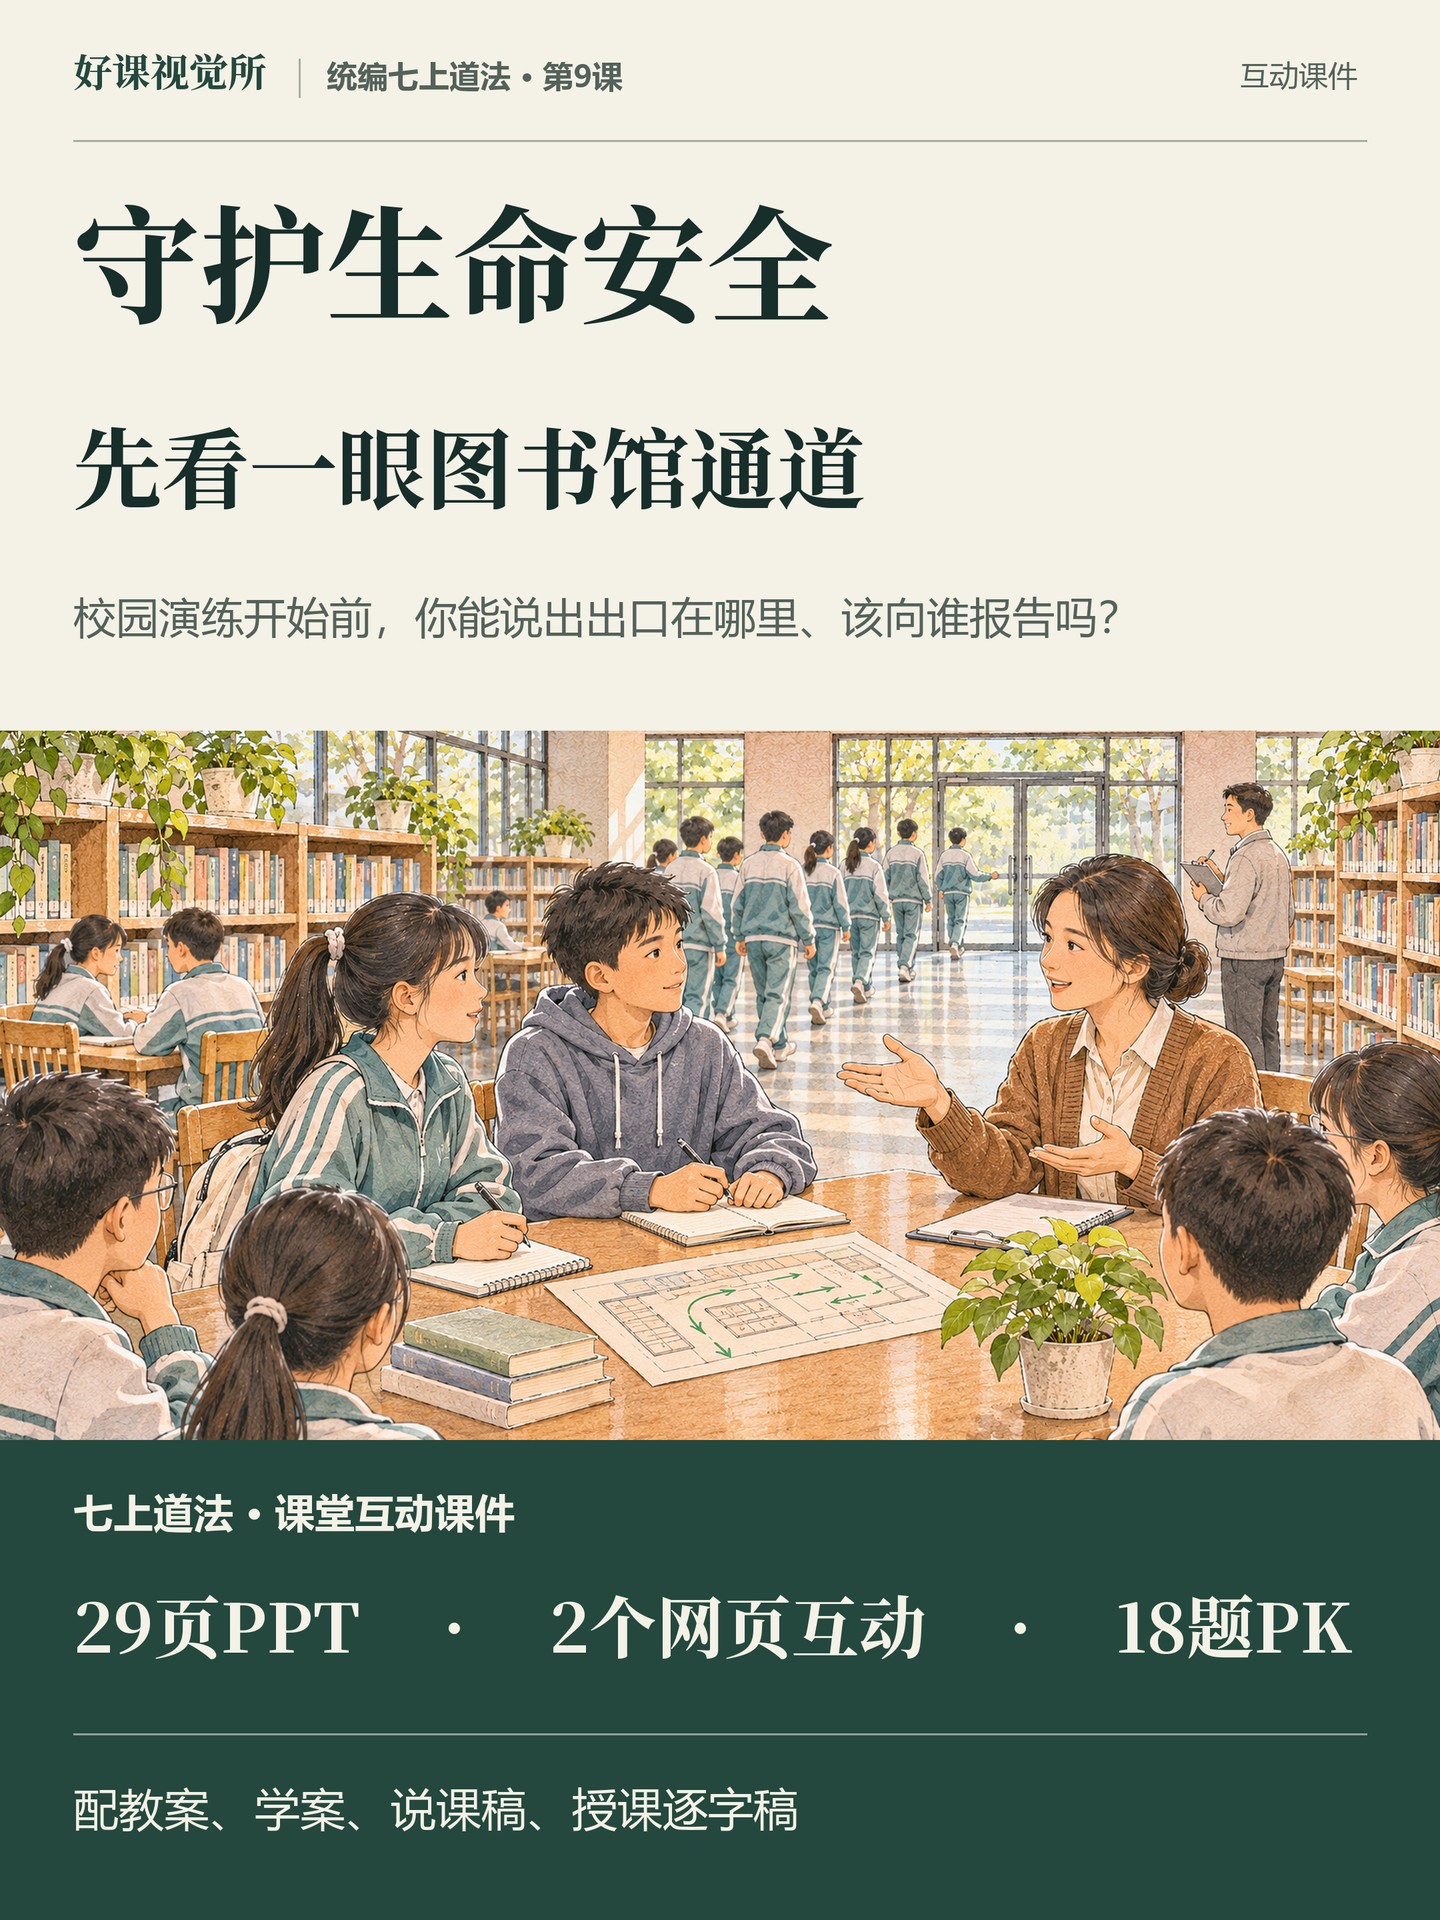 好课视觉所 | 统编七上道法·第9课 互动课件
守护生命安全
先看一眼图书馆通道
校园演练开始前，你能说出出口在哪里、该向谁报告吗？
七上道法·课堂互动课件
29页PPT · 2个网页互动 · 18题PK
配教案、学案、说课稿、授课逐字稿